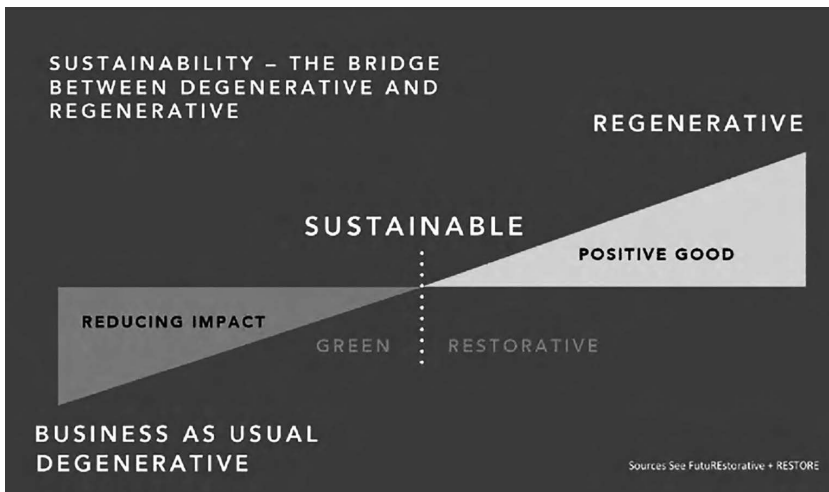 SUSTAINABILITY – THE BRIDGE
BETWEEN DEGENERATIVE AND
REGENERATIVE
REGENERATIVE
SUSTAINABLE
POSITIVE GOOD
REDUCING IMPACT
GREEN
RESTORATIVE
BUSINESS AS USUAL
DEGENERATIVE
Sources See FutuREstorative + RESTORE